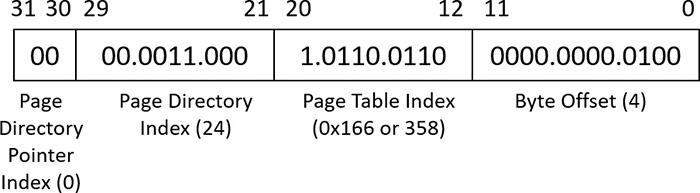 31 30 29 21 20 12 11 0
00 00.0011.000 1.0110.0110 0000.0000.0100
Page Directory Pointer Index (0)
Page Directory Index (24)
Page Table Index (0x166 or 358)
Byte Offset (4)